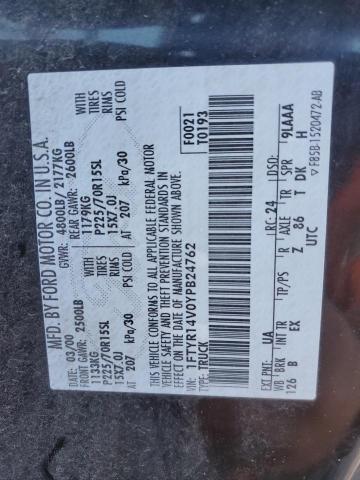 MFD. BY FORD MOTOR CO. IN U.S.A.
03/00 GVWR: 4800LB/ 2177KG
FRONT GAWR: 2500LB REAR GAWR: 2600LB
1133KG WITH 1179KG WITH
P225/70R15SL TIRES P225/70R15SL TIRES
15X7.0J RIMS 15X7.0J RIMS
AT 207 kPa/30 PSI COLD AT 207 kPa/30 PSI COLD
THIS VEHICLE CONFORMS TO ALL APPLICABLE FEDERAL MOTOR
VEHICLE SAFETY STANDARDS IN EFFECT ON THE DATE OF
MANUFACTURE SHOWN ABOVE.
VIN: 1FTYR14V0YPB24762 F0021
TYPE: TRUCK T0193
EXT PNT: UA RC: 24 DSO:
WB BRK INT TR TP/PS R AXLE TR SPR 9LAAA
126 B EX Z 86 T DK H
UTC ▽F85B-1520472-AB